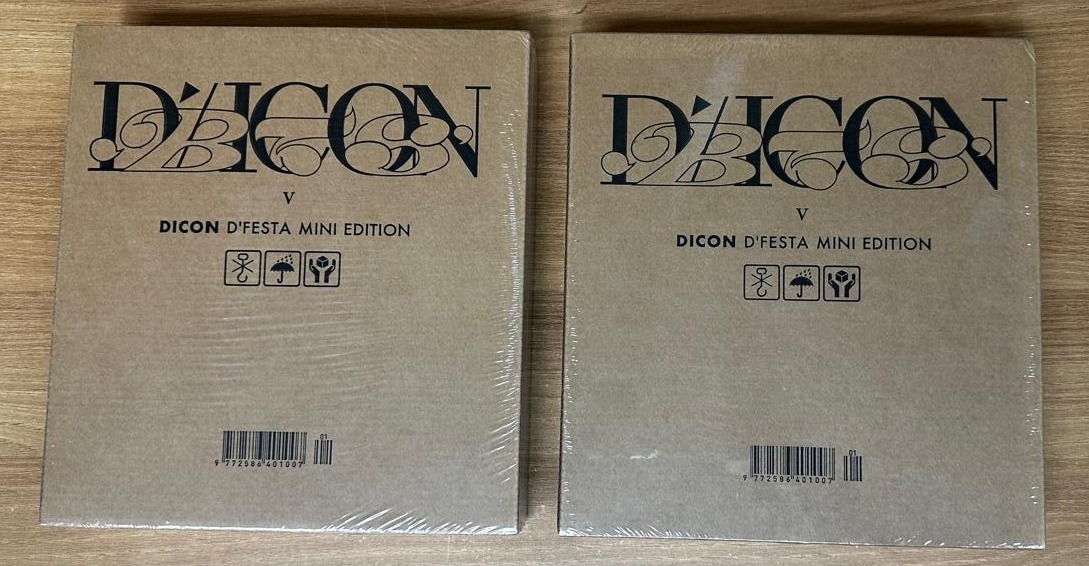 D'ICON
V
DICON D'FESTA MINI EDITION
01
9 772586 401007
D'ICON
V
DICON D'FESTA MINI EDITION
01
9 772586 401007